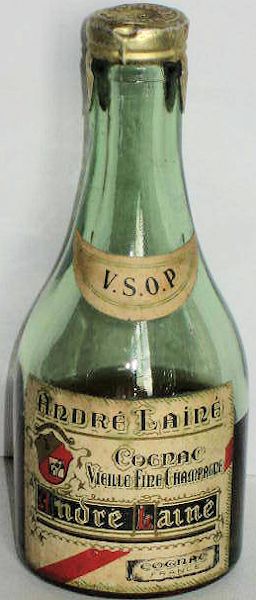 V.S.O.P
ANDRÉ LAINÉ
COGNAC
VIEILLE FINE CHAMPAGNE
André Lainé
COGNAC
FRANCE